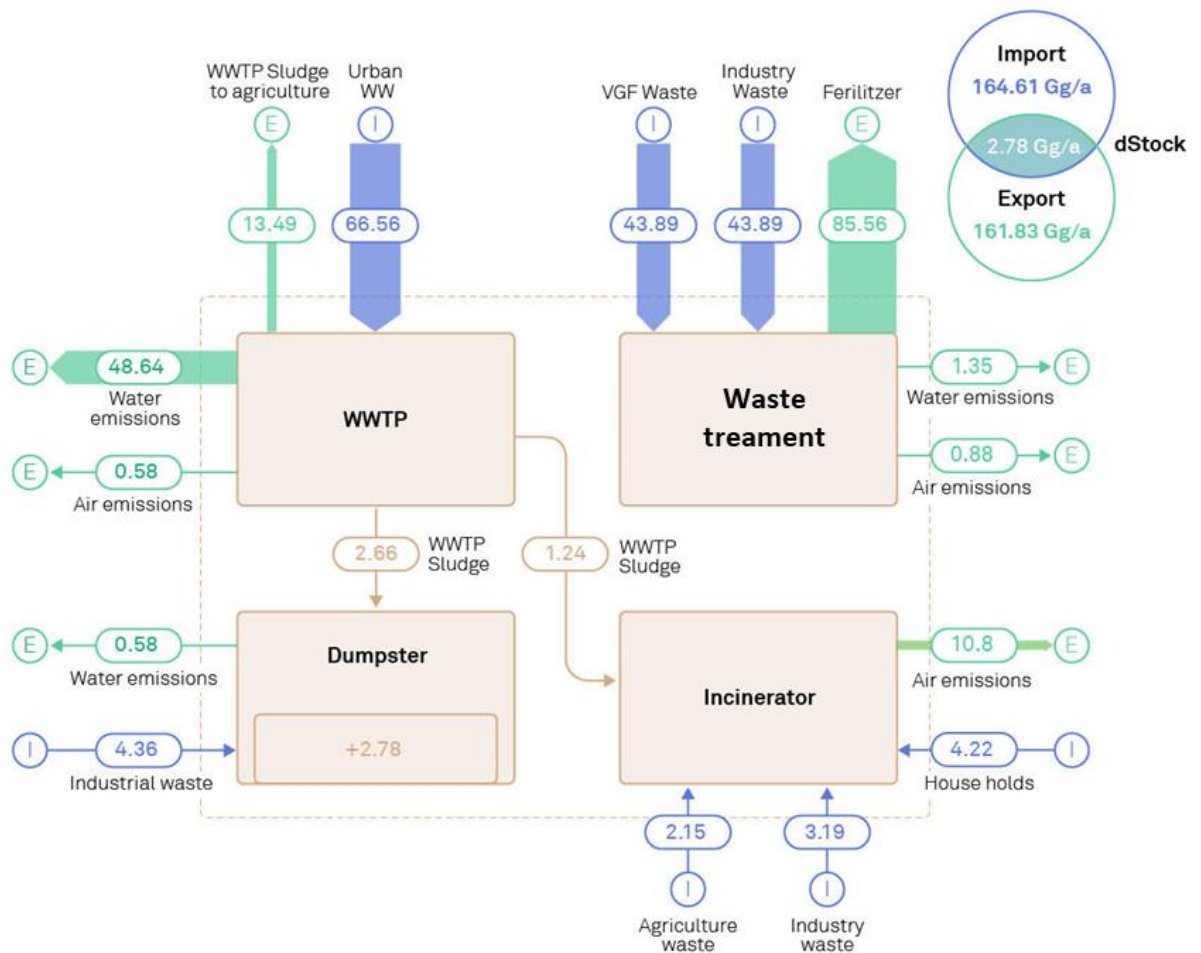 WWTP Sludge
to agriculture
Urban
WW
VGF Waste
Industry
Waste
Ferilitzer
E
I
I
I
E
Import
164.61 Gg/a
2.78 Gg/a
dStock
Export
161.83 Gg/a
13.49
66.56
43.89
43.89
85.56
E
48.64
Water
emissions
WWTP
Waste
treament
1.35
E
Water emissions
E
0.58
Air emissions
0.88
E
Air emissions
2.66
WWTP
Sludge
1.24
WWTP
Sludge
E
0.58
Water emissions
Dumpster
Incinerator
10.8
E
Air emissions
I
4.36
Industrial waste
+2.78
4.22
I
House holds
2.15
3.19
I
I
Agriculture
waste
Industry
waste